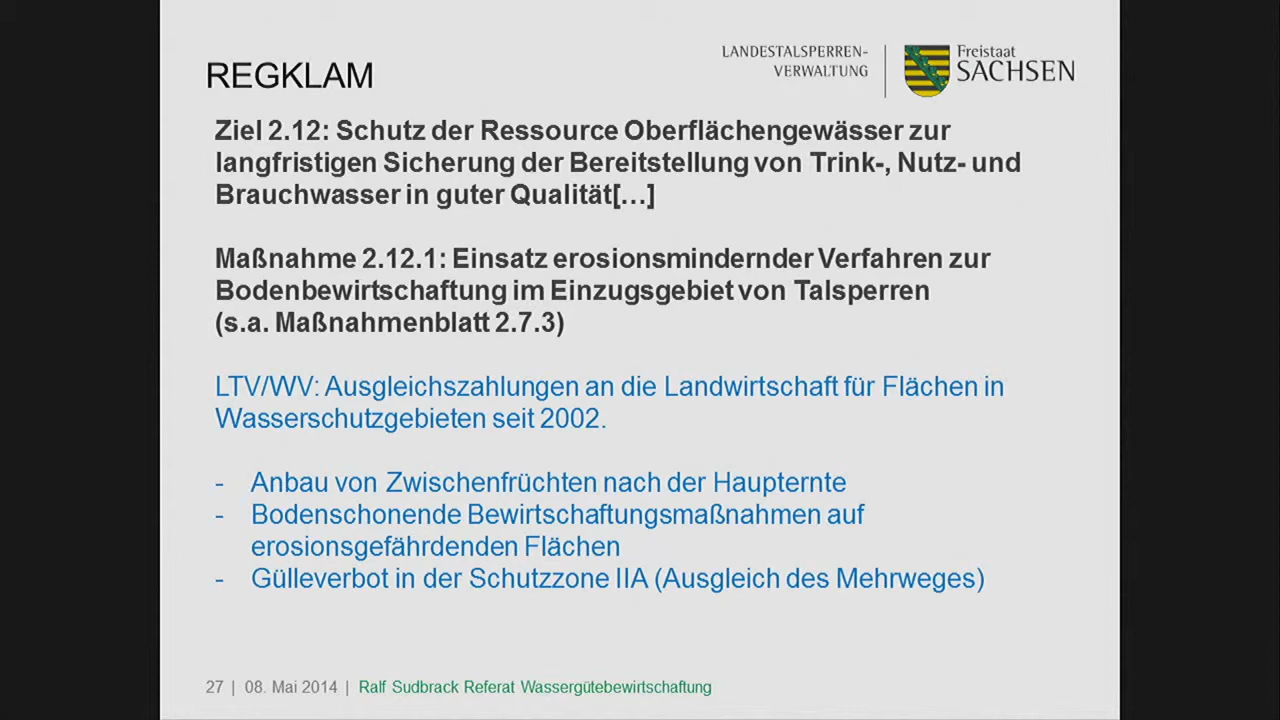 REGKLAM
LANDESTALSPERREN-
VERWALTUNG
Freistaat
SACHSEN
Ziel 2.12: Schutz der Ressource Oberflächengewässer zur
langfristigen Sicherung der Bereitstellung von Trink-, Nutz- und
Brauchwasser in guter Qualität[…]
Maßnahme 2.12.1: Einsatz erosionsmindernder Verfahren zur
Bodenbewirtschaftung im Einzugsgebiet von Talsperren
(s.a. Maßnahmenblatt 2.7.3)
LTV/WV: Ausgleichszahlungen an die Landwirtschaft für Flächen in
Wasserschutzgebieten seit 2002.
- Anbau von Zwischenfrüchten nach der Haupternte
- Bodenschonende Bewirtschaftungsmaßnahmen auf
erosionsgefährdenden Flächen
- Gülleverbot in der Schutzzone IIA (Ausgleich des Mehrweges)
27 | 08. Mai 2014 | Ralf Sudbrack Referat Wassergütebewirtschaftung